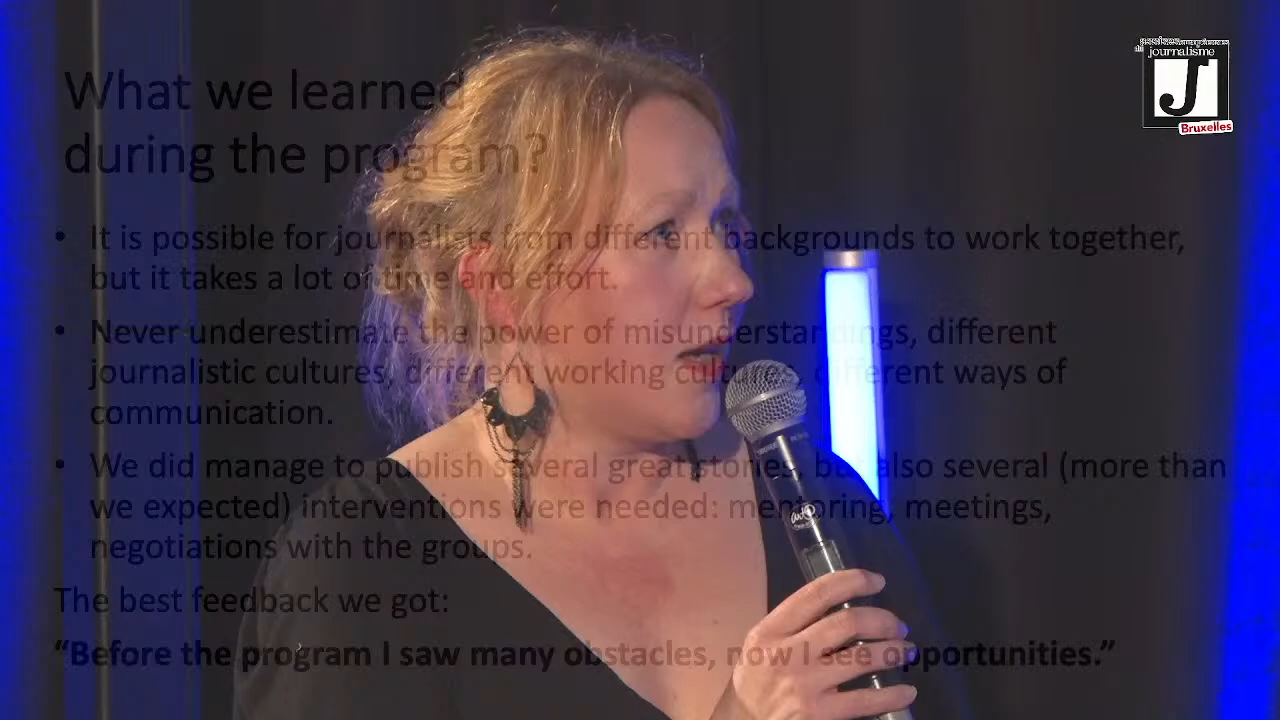 journalisme
J
Bruxelles
What we learned
during the program?
• It is possible for journalists from different backgrounds to work together,
but it takes a lot of time and effort.
• Never underestimate the power of misunderstandings, different
journalistic cultures, different working cultures, different ways of
communication.
• We did manage to publish several great stories, but also several (more than
we expected) interventions were needed: mentoring, meetings,
negotiations with the groups.
The best feedback we got:
“Before the program I saw many obstacles, now I see opportunities.”